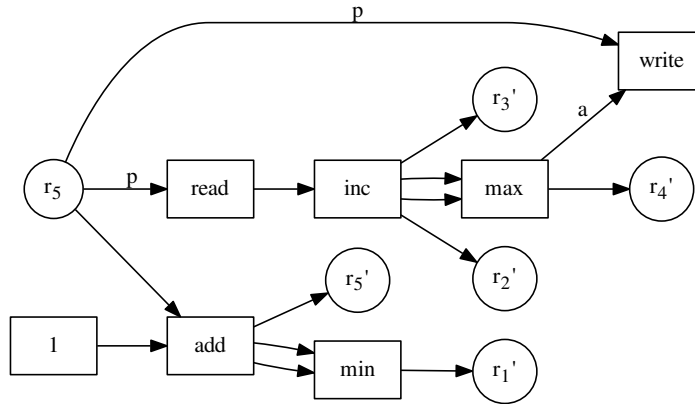 p
write
r₃'
a
r₅
p
read
inc
max
r₄'
r₅'
r₂'
1
add
min
r₁'